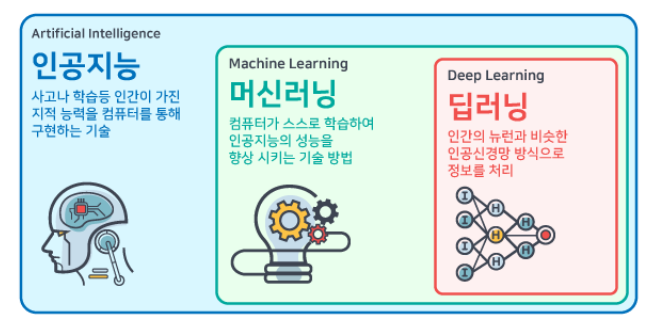 Artificial Intelligence
인공지능
사고나 학습등 인간이 가진
지적 능력을 컴퓨터를 통해
구현하는 기술
Machine Learning
머신러닝
컴퓨터가 스스로 학습하여
인공지능의 성능을
향상 시키는 기술 방법
Deep Learning
딥러닝
인간의 뉴런과 비슷한
인공신경망 방식으로
정보를 처리
I
H
I
H
H
I
H
H
I